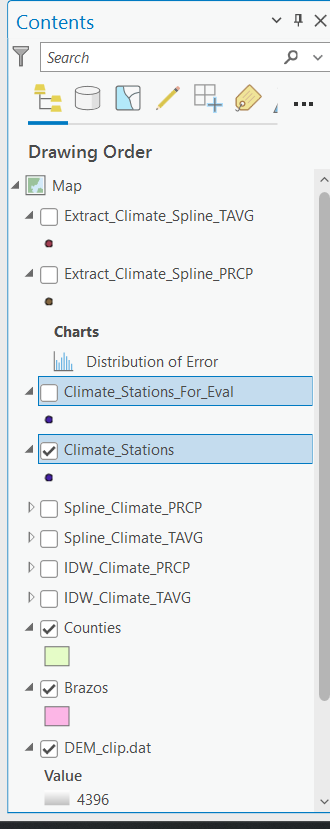 Contents
Search
Drawing Order
Map
Extract_Climate_Spline_TAVG
Extract_Climate_Spline_PRCP
Charts
Distribution of Error
Climate_Stations_For_Eval
Climate_Stations
Spline_Climate_PRCP
Spline_Climate_TAVG
IDW_Climate_PRCP
IDW_Climate_TAVG
Counties
Brazos
DEM_clip.dat
Value
4396